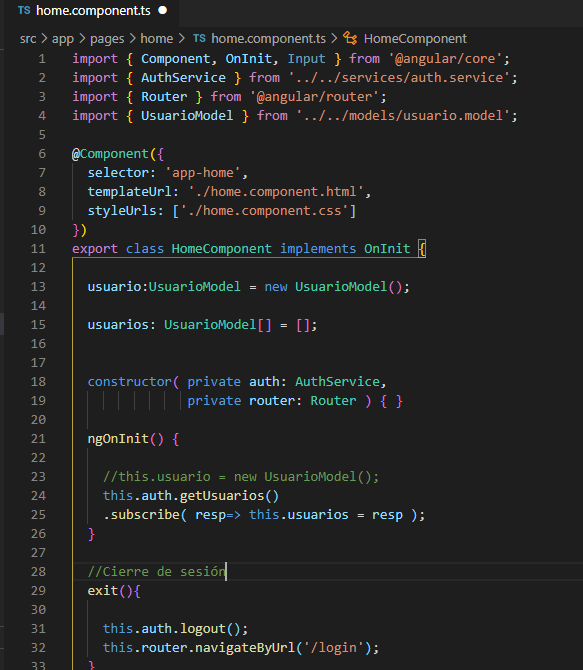 TS home.component.ts ●
src > app > pages > home > TS home.component.ts > HomeComponent
1 import { Component, OnInit, Input } from '@angular/core';
2 import { AuthService } from '../../services/auth.service';
3 import { Router } from '@angular/router';
4 import { UsuarioModel } from '../../models/usuario.model';
5
6 @Component({
7 selector: 'app-home',
8 templateUrl: './home.component.html',
9 styleUrls: ['./home.component.css']
10 })
11 export class HomeComponent implements OnInit {
12
13 usuario:UsuarioModel = new UsuarioModel();
14
15 usuarios: UsuarioModel[] = [];
16
17
18 constructor( private auth: AuthService,
19 private router: Router ) { }
20
21 ngOnInit() {
22
23 //this.usuario = new UsuarioModel();
24 this.auth.getUsuarios()
25 .subscribe( resp=> this.usuarios = resp );
26 }
27
28 //Cierre de sesión
29 exit(){
30
31 this.auth.logout();
32 this.router.navigateByUrl('/login');
33 }